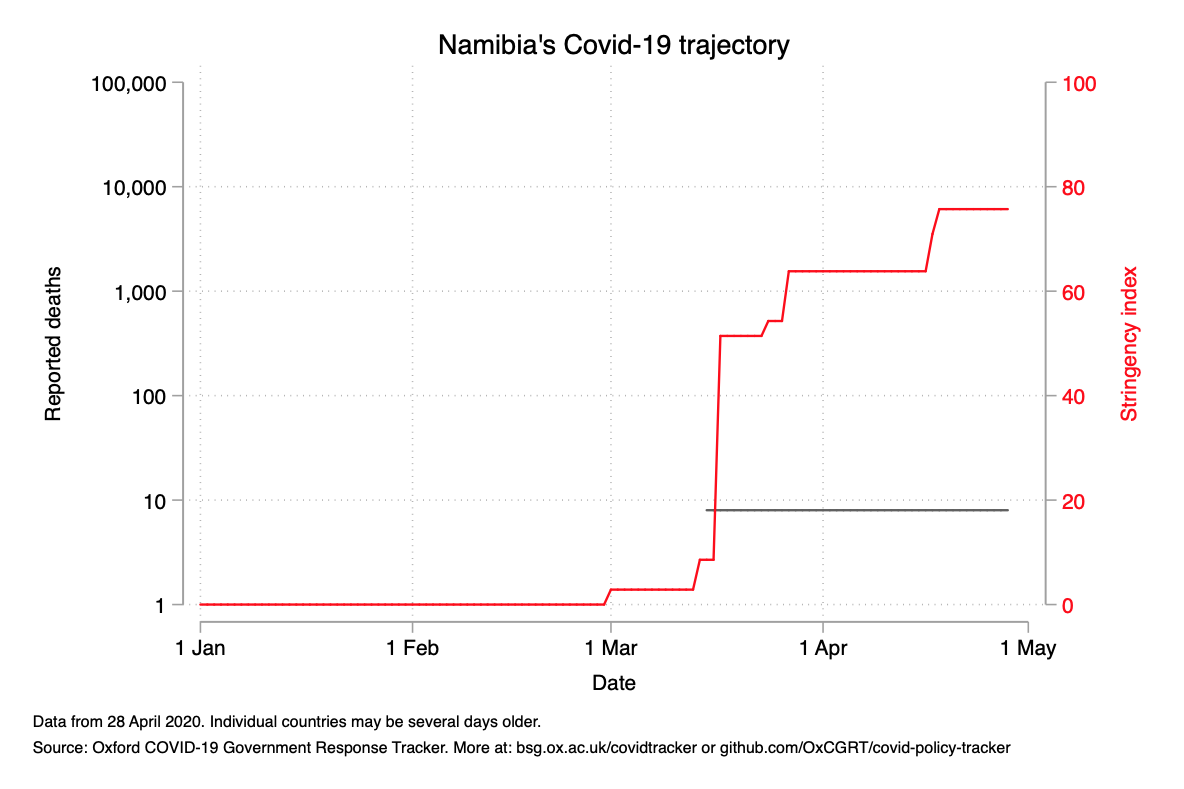 Namibia's Covid-19 trajectory
100,000
10,000
1,000
100
10
1
Reported deaths
100
80
60
40
20
0
Stringency index
1 Jan
1 Feb
1 Mar
1 Apr
1 May
Date
Data from 28 April 2020. Individual countries may be several days older.
Source: Oxford COVID-19 Government Response Tracker. More at: bsg.ox.ac.uk/covidtracker or github.com/OxCGRT/covid-policy-tracker